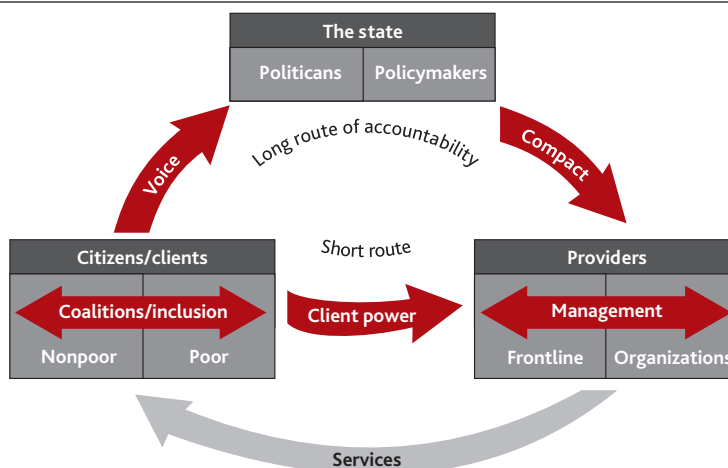 The state
Politicans Policymakers
Long route of accountability
Voice
Compact
Short route
Citizens/clients
Coalitions/inclusion
Nonpoor Poor
Client power
Providers
Management
Frontline Organizations
Services